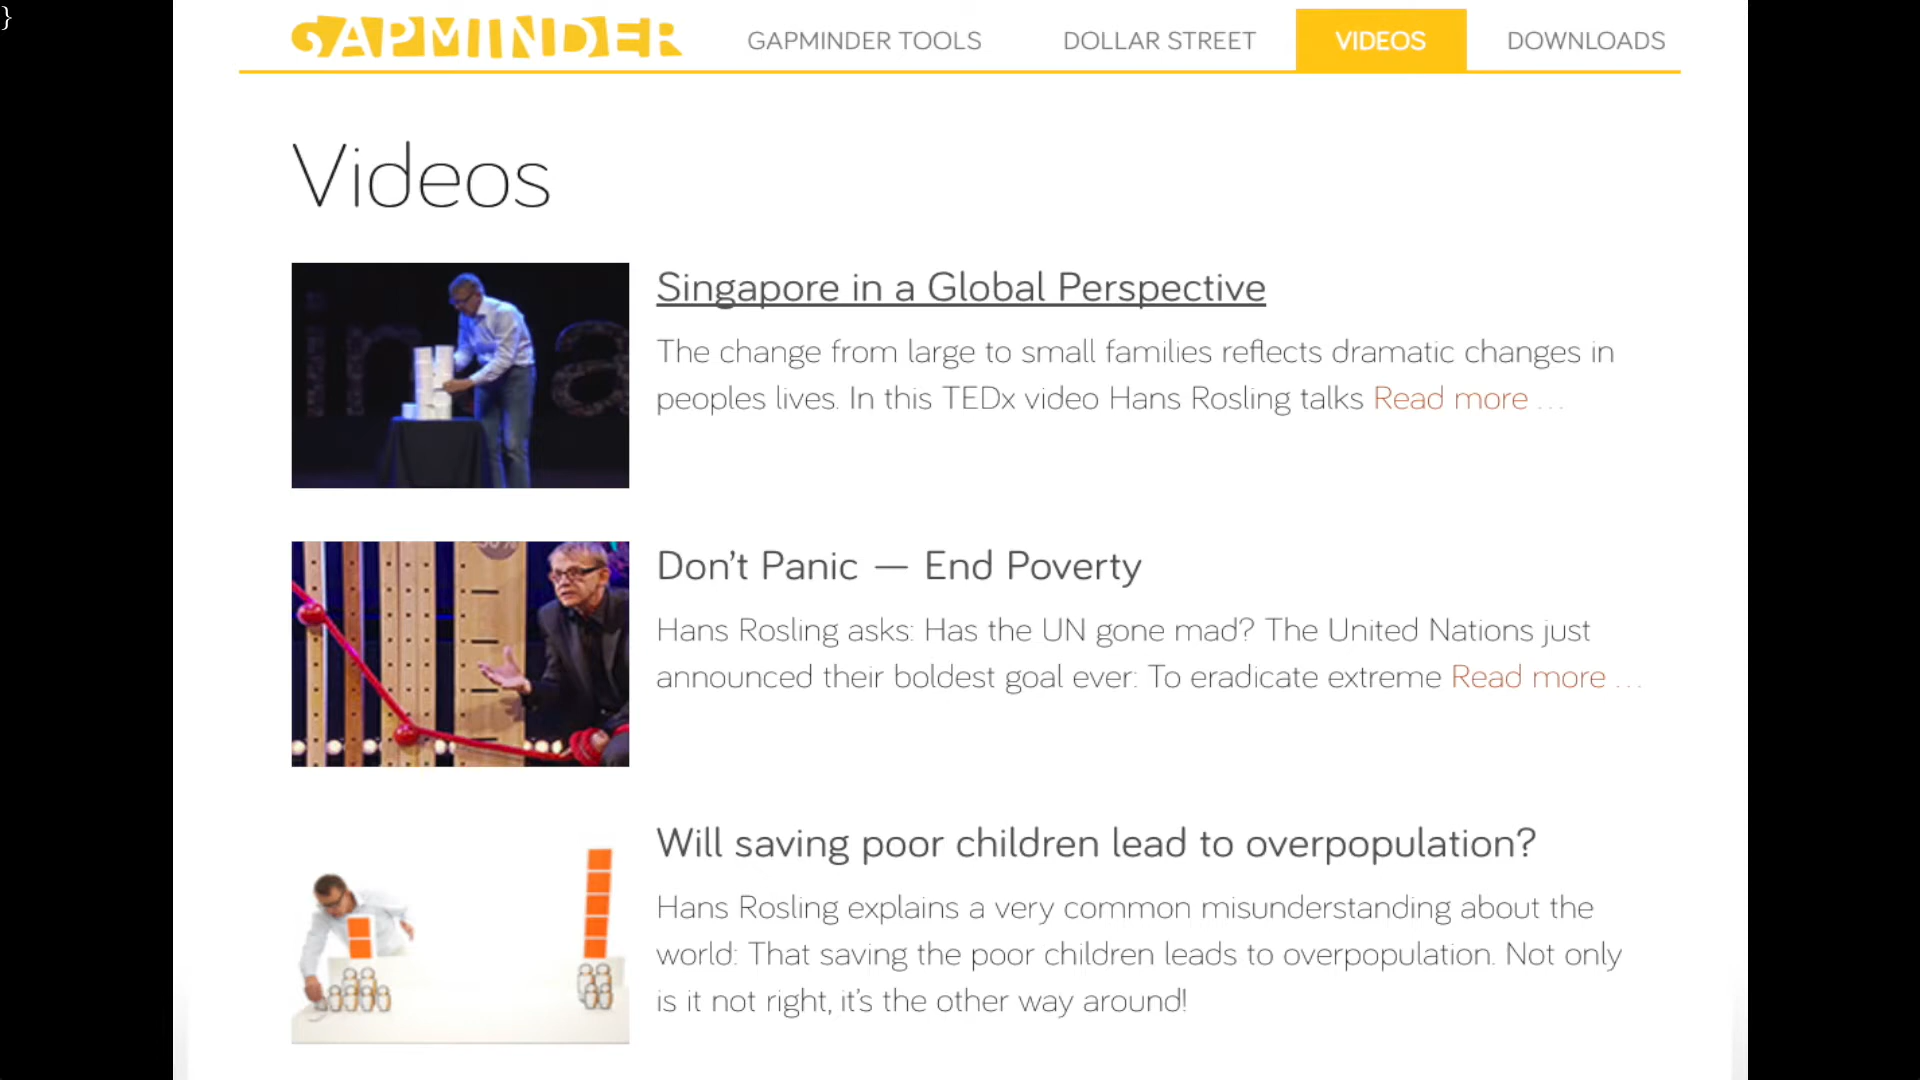 }
GAPMINDER
GAPMINDER TOOLS
DOLLAR STREET
VIDEOS
DOWNLOADS
Videos
Singapore in a Global Perspective
The change from large to small families reflects dramatic changes in
peoples lives. In this TEDx video Hans Rosling talks Read more ...
Don't Panic — End Poverty
Hans Rosling asks: Has the UN gone mad? The United Nations just
announced their boldest goal ever: To eradicate extreme Read more ...
Will saving poor children lead to overpopulation?
Hans Rosling explains a very common misunderstanding about the
world: That saving the poor children leads to overpopulation. Not only
is it not right, it's the other way around!